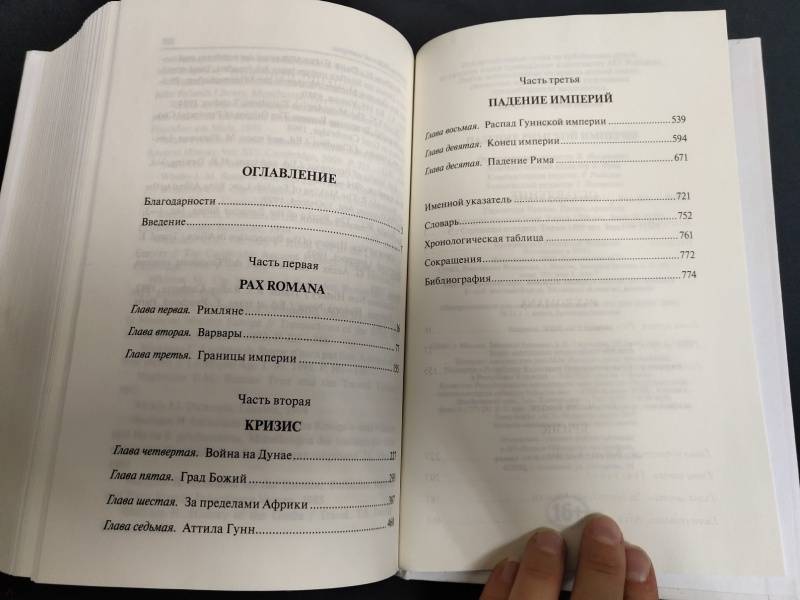 ОГЛАВЛЕНИЕ
Благодарности
Введение
Часть первая
PAX ROMANA
Глава первая. Римляне
Глава вторая. Варвары
Глава третья. Границы империи
Часть вторая
КРИЗИС
Глава четвертая. Война на Дунае
Глава пятая. Град Божий
Глава шестая. За пределами Африки
Глава седьмая. Аттила Гунн
Часть третья
ПАДЕНИЕ ИМПЕРИЙ
Глава восьмая. Распад Гуннской империи 539
Глава девятая. Конец империи 594
Глава десятая. Падение Рима 671
Именной указатель 721
Словарь 752
Хронологическая таблица 761
Сокращения 772
Библиография 774
16+